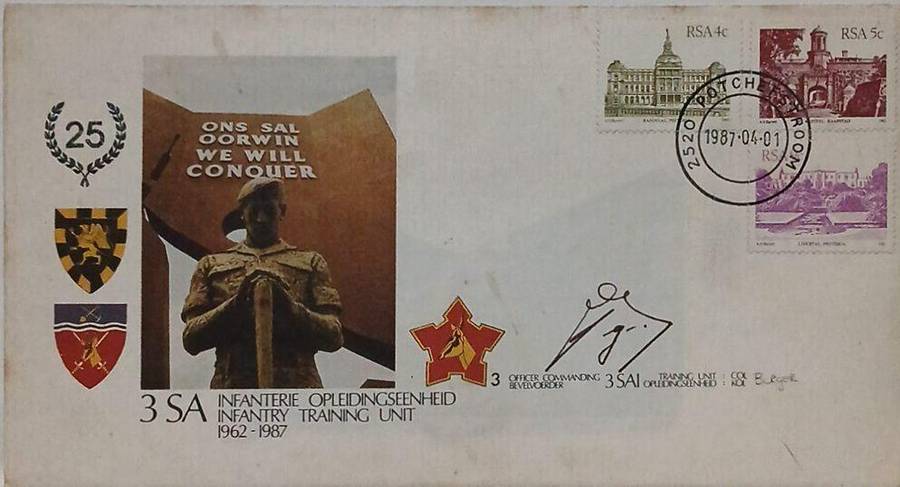 25
ONS SAL
OORWIN
WE WILL
CONQUER
RSA 4c
RSA 5c
2520 POTCHEFSTROOM
1987·04·01
RS
3 OFFICER COMMANDING 3 SAI TRAINING UNIT : COL
BEVELVOERDER OPLEIDINGSEENHEID : KOL
3 SA INFANTERIE OPLEIDINGSEENHEID
INFANTRY TRAINING UNIT
1962 - 1987